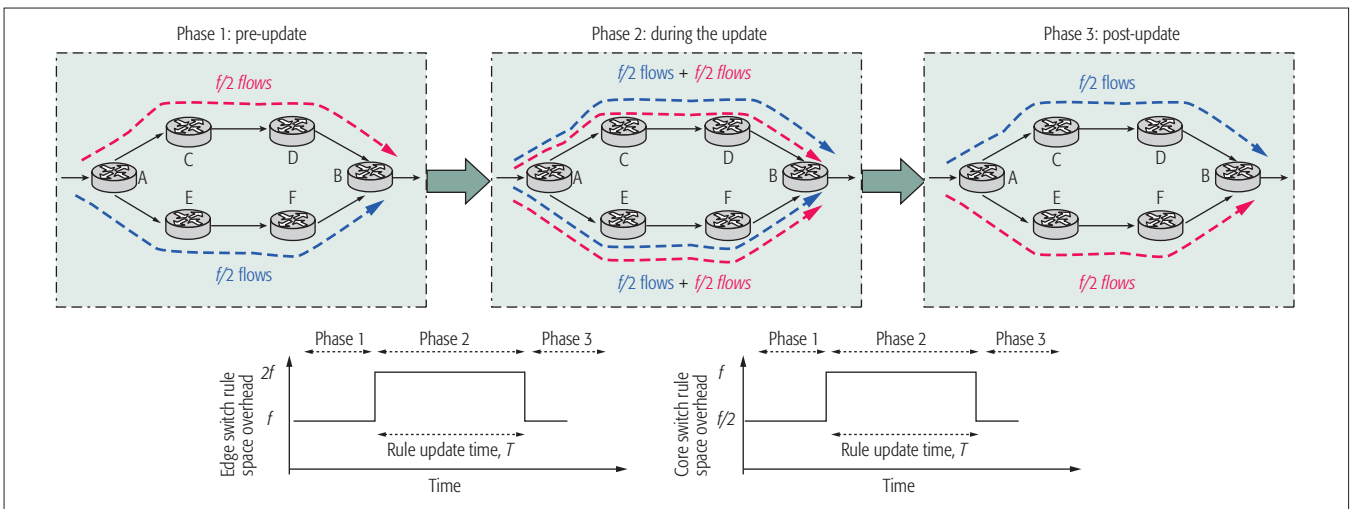 Phase 1: pre-update
Phase 2: during the update
Phase 3: post-update
f/2 flows
f/2 flows + f/2 flows
f/2 flows
C
D
A
B
E
F
C
D
A
B
E
F
C
D
A
B
E
F
f/2 flows
f/2 flows + f/2 flows
f/2 flows
Phase 1
Phase 2
Phase 3
2f
f
Edge switch rule
space overhead
Rule update time, T
Time
Phase 1
Phase 2
Phase 3
f
f/2
Core switch rule
space overhead
Rule update time, T
Time